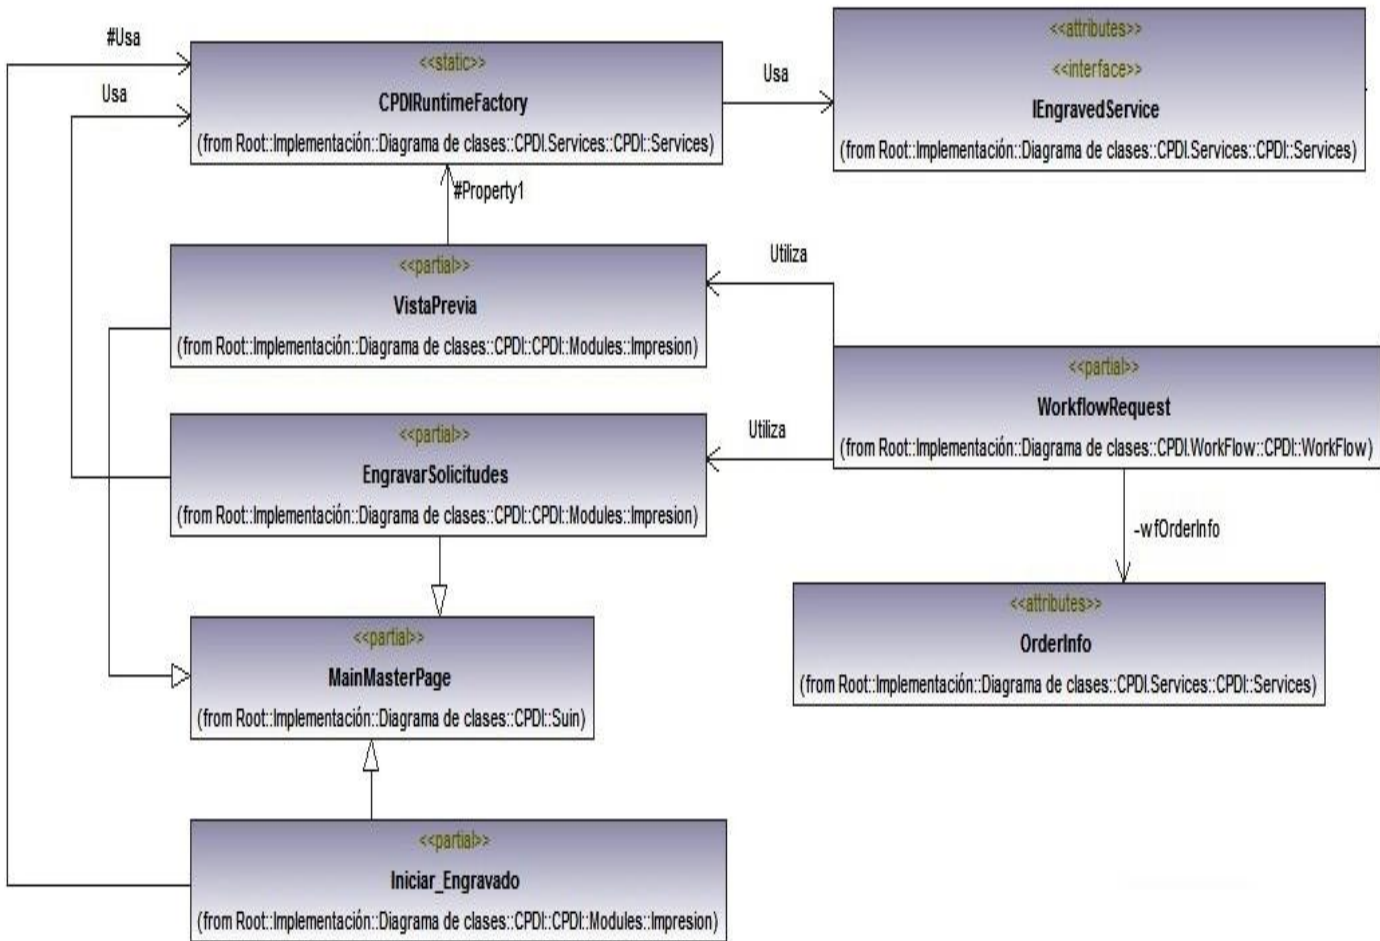 #Usa
<<static>>
CPDIRuntimeFactory
(from Root::Implementación::Diagrama de clases::CPDI.Services::CPDI::Services)
Usa
Usa
<<attributes>>
<<interface>>
IEngravedService
(from Root::Implementación::Diagrama de clases::CPDI.Services::CPDI::Services)
#Property1
<<partial>>
VistaPrevia
(from Root::Implementación::Diagrama de clases::CPDI::CPDI::Modules::Impresion)
Utiliza
<<partial>>
WorkflowRequest
(from Root::Implementación::Diagrama de clases::CPDI.WorkFlow::CPDI::WorkFlow)
Utiliza
<<partial>>
EngravarSolicitudes
(from Root::Implementación::Diagrama de clases::CPDI::CPDI::Modules::Impresion)
-wfOrderInfo
<<attributes>>
OrderInfo
(from Root::Implementación::Diagrama de clases::CPDI.Services::CPDI::Services)
<<partial>>
MainMasterPage
(from Root::Implementación::Diagrama de clases::CPDI::Suin)
<<partial>>
Iniciar_Engravado
(from Root::Implementación::Diagrama de clases::CPDI::CPDI::Modules::Impresion)